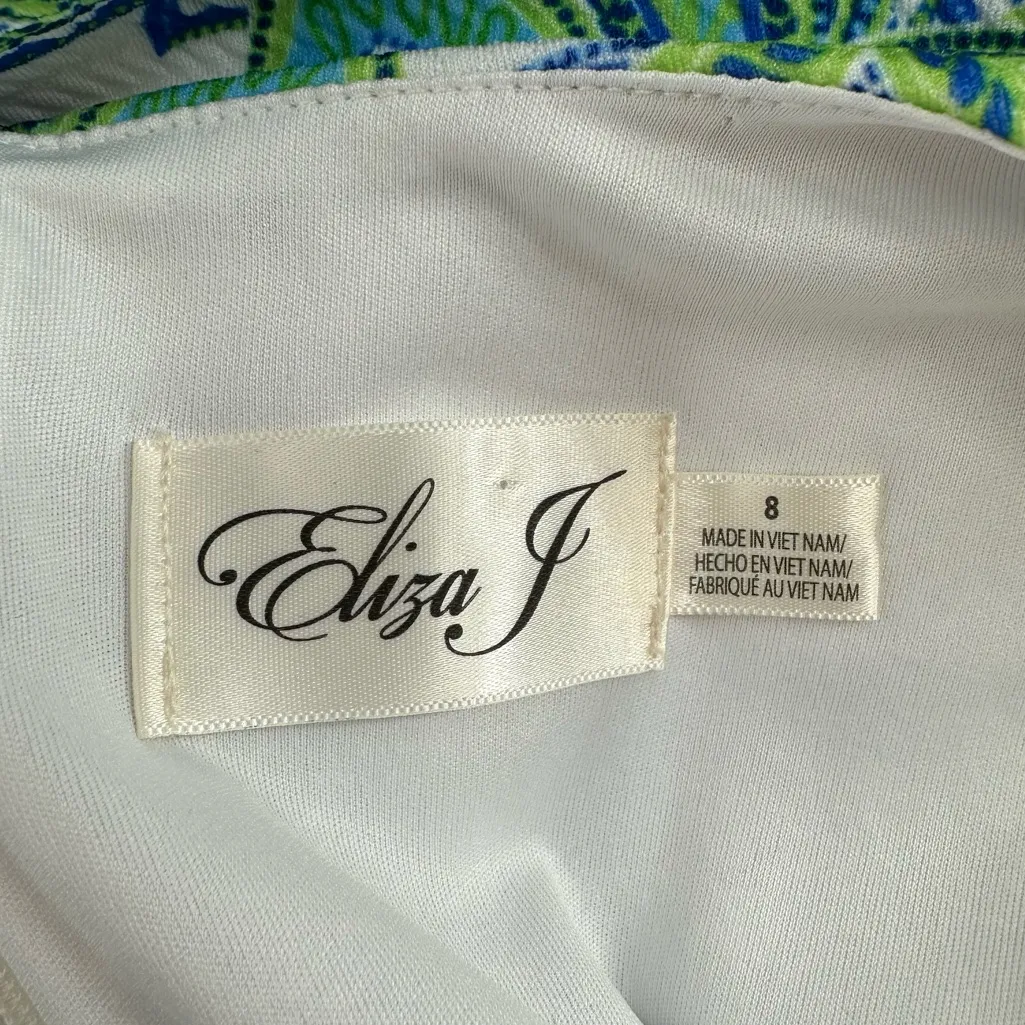 Eliza J
8
MADE IN VIET NAM/
HECHO EN VIET NAM/
FABRIQUÉ AU VIET NAM